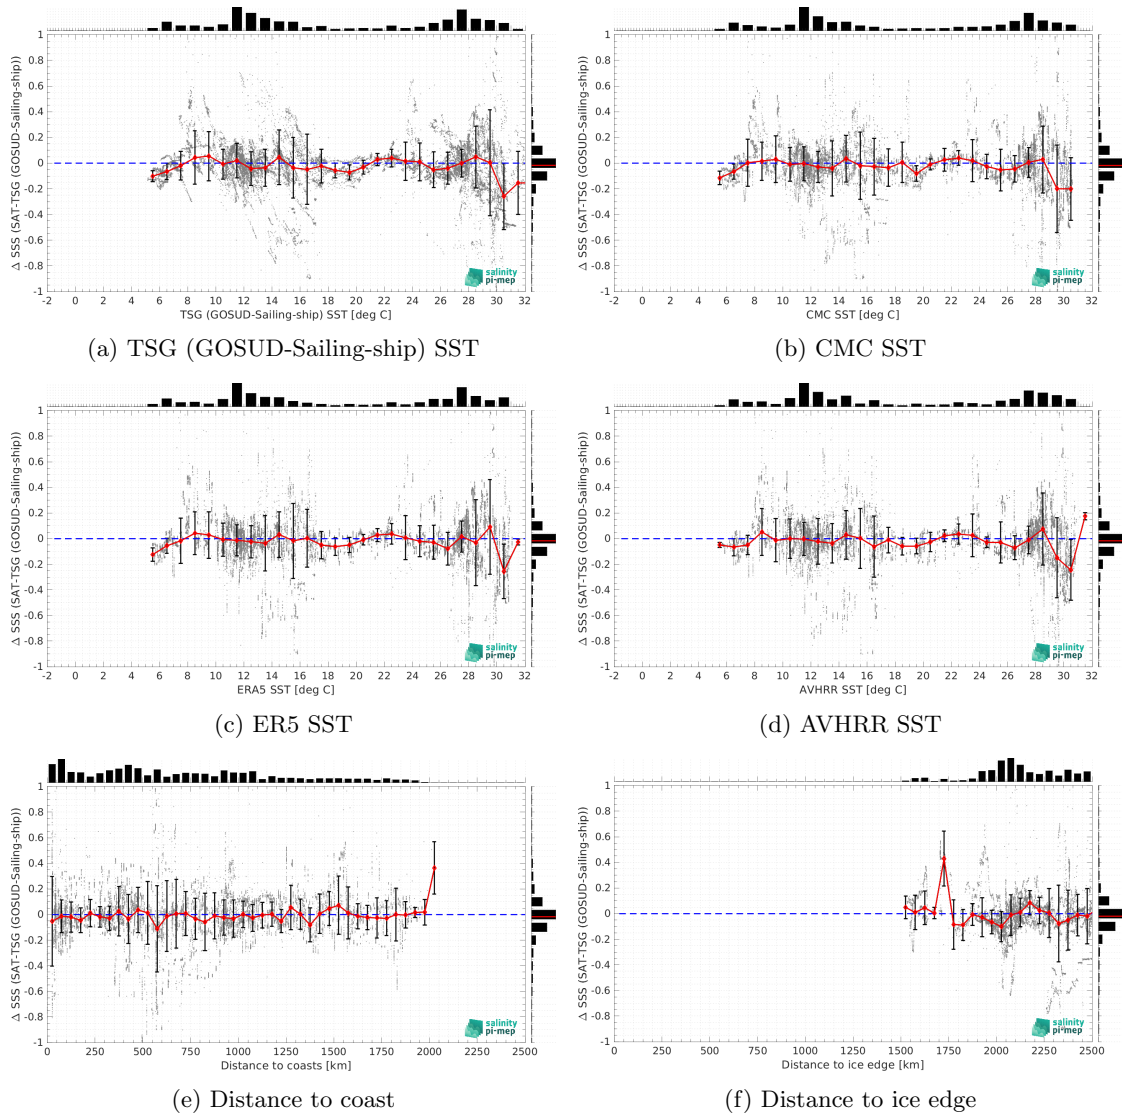 1
0.8
0.6
0.4
0.2
0
-0.2
-0.4
-0.6
-0.8
-1
Δ SSS (SAT-TSG (GOSUD-Sailing-ship))
-2 0 2 4 6 8 10 12 14 16 18 20 22 24 26 28 30 32
TSG (GOSUD-Sailing-ship) SST [deg C]
salinity
pi-mep
(a) TSG (GOSUD-Sailing-ship) SST
1
0.8
0.6
0.4
0.2
0
-0.2
-0.4
-0.6
-0.8
-1
Δ SSS (SAT-TSG (GOSUD-Sailing-ship))
-2 0 2 4 6 8 10 12 14 16 18 20 22 24 26 28 30 32
CMC SST [deg C]
salinity
pi-mep
(b) CMC SST
1
0.8
0.6
0.4
0.2
0
-0.2
-0.4
-0.6
-0.8
-1
Δ SSS (SAT-TSG (GOSUD-Sailing-ship))
-2 0 2 4 6 8 10 12 14 16 18 20 22 24 26 28 30 32
ERA5 SST [deg C]
salinity
pi-mep
(c) ER5 SST
1
0.8
0.6
0.4
0.2
0
-0.2
-0.4
-0.6
-0.8
-1
Δ SSS (SAT-TSG (GOSUD-Sailing-ship))
-2 0 2 4 6 8 10 12 14 16 18 20 22 24 26 28 30 32
AVHRR SST [deg C]
salinity
pi-mep
(d) AVHRR SST
1
0.8
0.6
0.4
0.2
0
-0.2
-0.4
-0.6
-0.8
-1
Δ SSS (SAT-TSG (GOSUD-Sailing-ship))
0 250 500 750 1000 1250 1500 1750 2000 2250 2500
Distance to coasts [km]
salinity
pi-mep
(e) Distance to coast
1
0.8
0.6
0.4
0.2
0
-0.2
-0.4
-0.6
-0.8
-1
Δ SSS (SAT-TSG (GOSUD-Sailing-ship))
0 250 500 750 1000 1250 1500 1750 2000 2250 2500
Distance to ice edge [km]
salinity
pi-mep
(f) Distance to ice edge